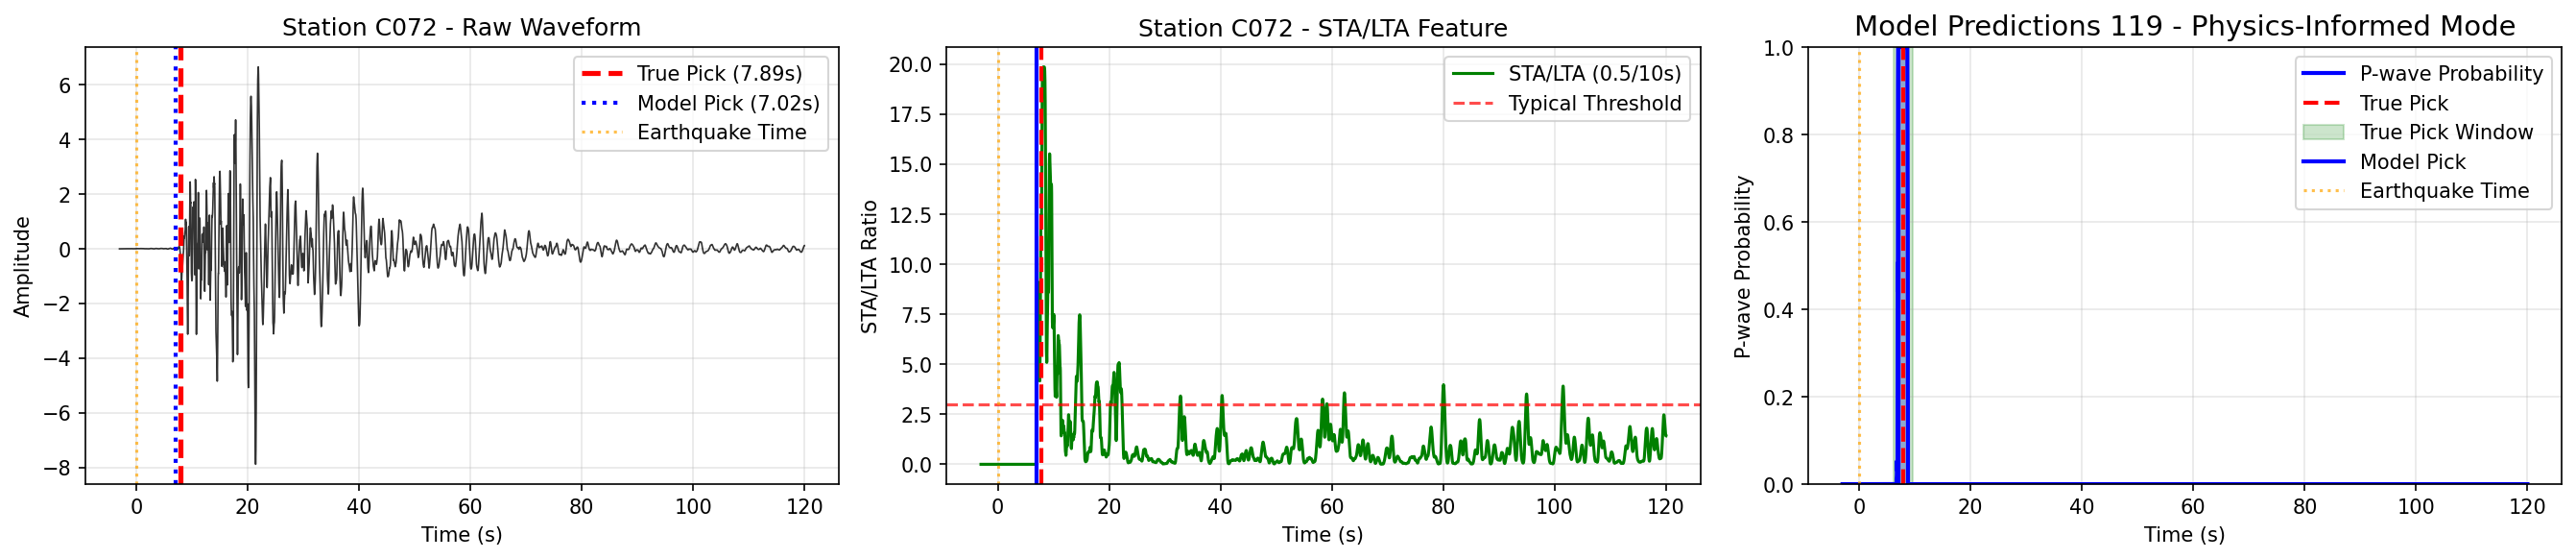 Station C072 - Raw Waveform
Amplitude
6
4
2
0
−2
−4
−6
−8
True Pick (7.89s)
Model Pick (7.02s)
Earthquake Time
0 20 40 60 80 100 120
Time (s)
Station C072 - STA/LTA Feature
STA/LTA Ratio
20.0
17.5
15.0
12.5
10.0
7.5
5.0
2.5
0.0
STA/LTA (0.5/10s)
Typical Threshold
0 20 40 60 80 100 120
Time (s)
Model Predictions 119 - Physics-Informed Mode
P-wave Probability
1.0
0.8
0.6
0.4
0.2
0.0
P-wave Probability
True Pick
True Pick Window
Model Pick
Earthquake Time
0 20 40 60 80 100 120
Time (s)